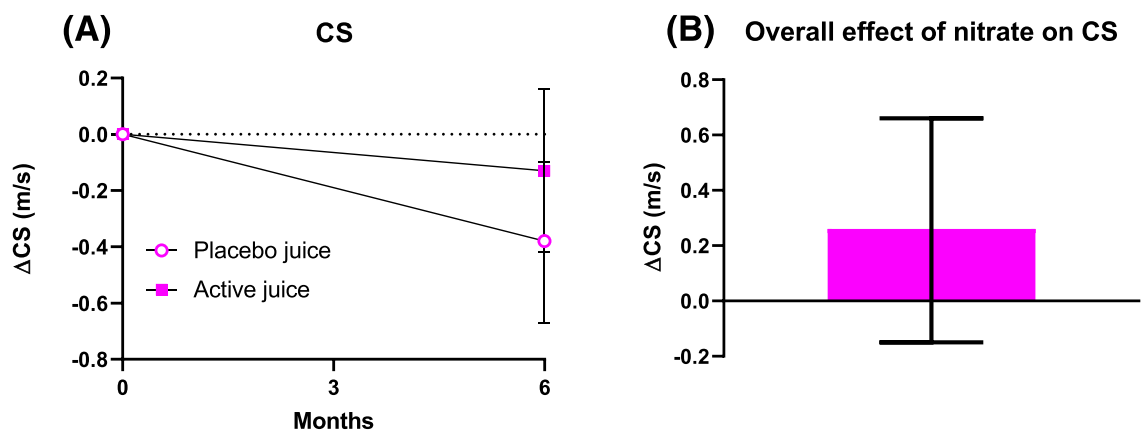 (A)
CS
0.2
0.0
-0.2
-0.4
-0.6
-0.8
ΔCS (m/s)
Placebo juice
Active juice
0 3 6
Months
(B) Overall effect of nitrate on CS
0.8
0.6
0.4
0.2
0.0
-0.2
ΔCS (m/s)